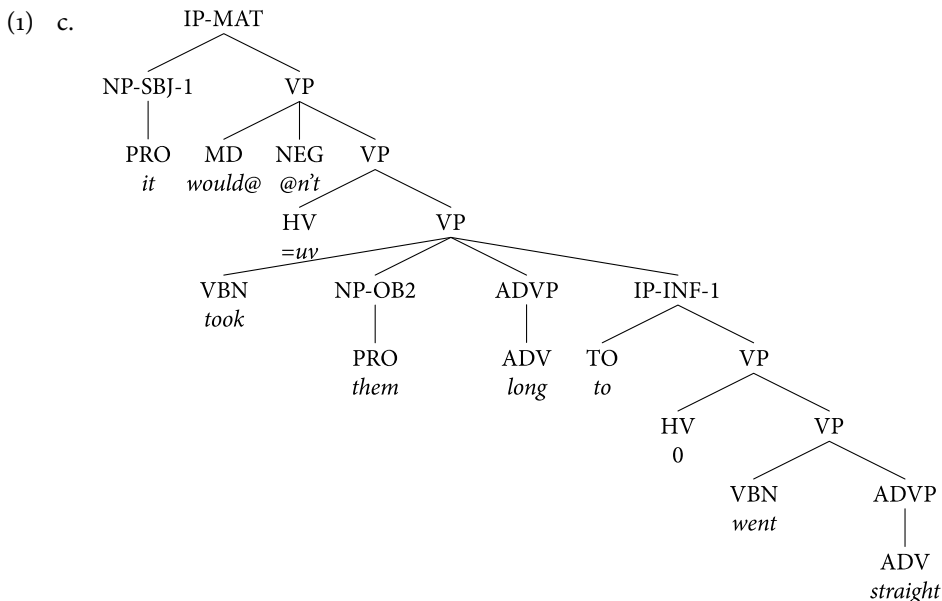 (1) c. IP-MAT
NP-SBJ-1 VP
PRO MD NEG VP
it would@ @n't
HV VP
=uv
VBN NP-OB2 ADVP IP-INF-1
took
PRO ADV TO VP
them long to
HV VP
0
VBN ADVP
went
ADV
straight